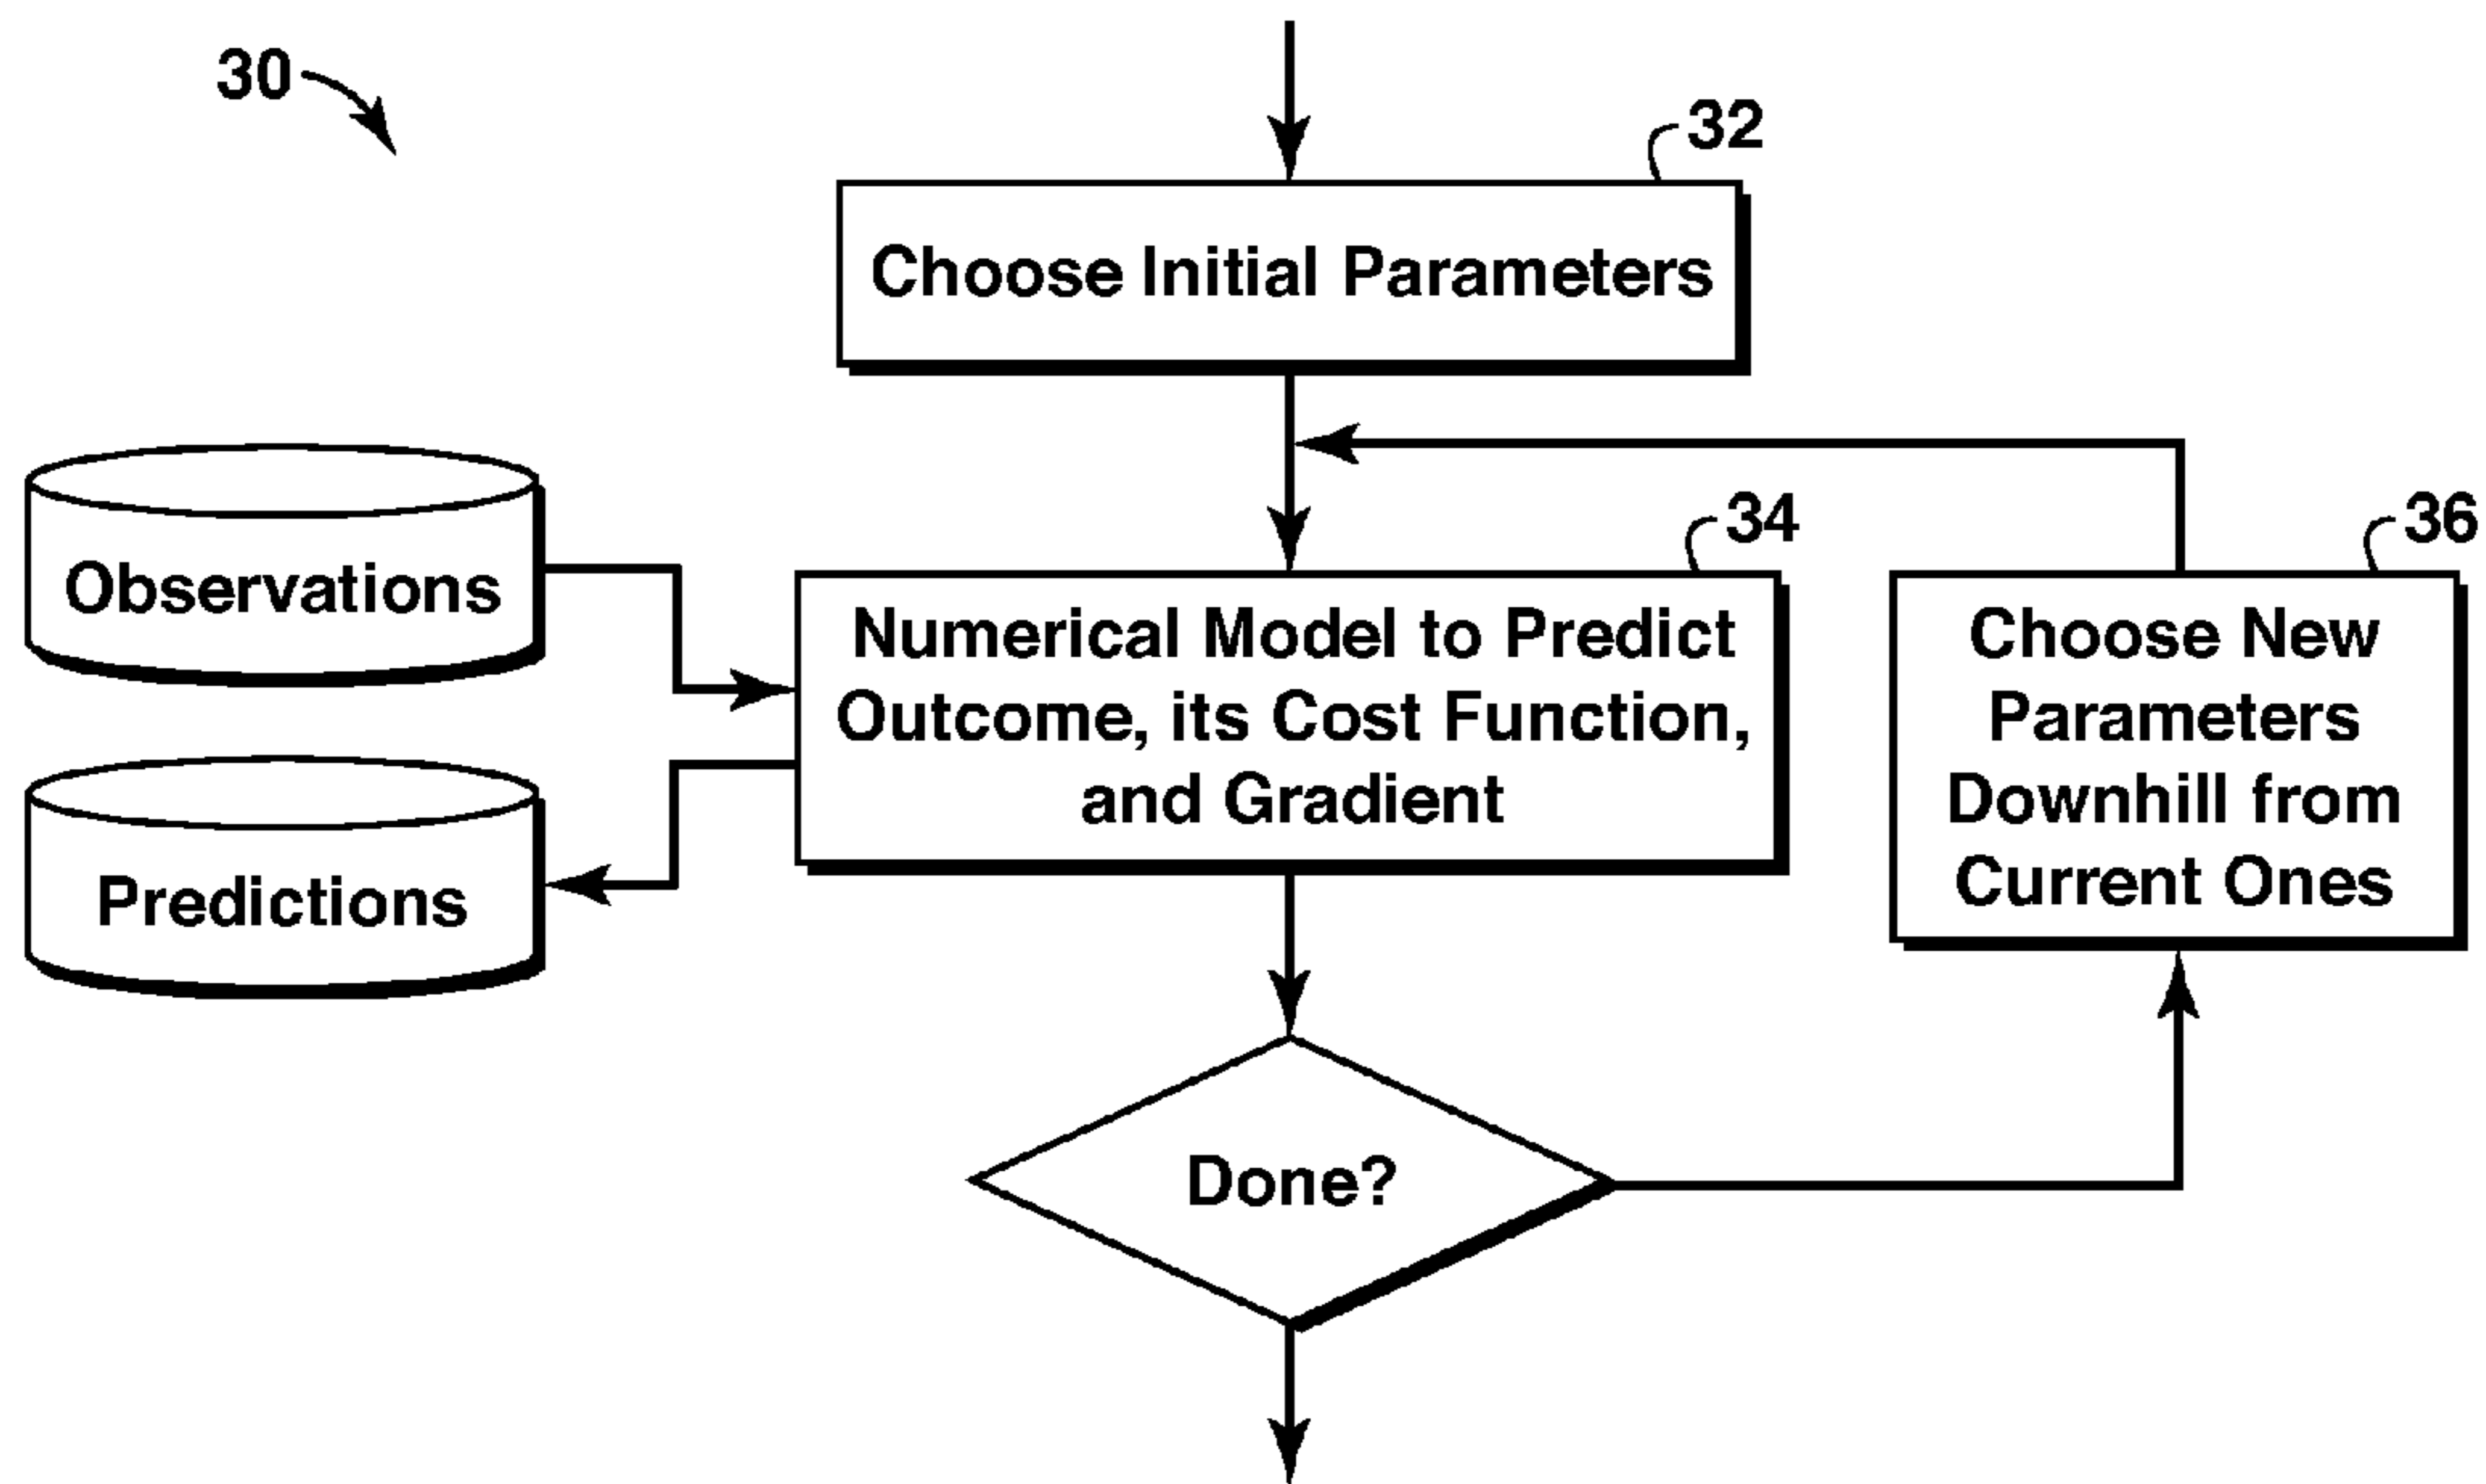 30
32
Choose Initial Parameters
34
36
Observations
Numerical Model to Predict
Outcome, its Cost Function,
and Gradient
Choose New
Parameters
Downhill from
Current Ones
Predictions
Done?